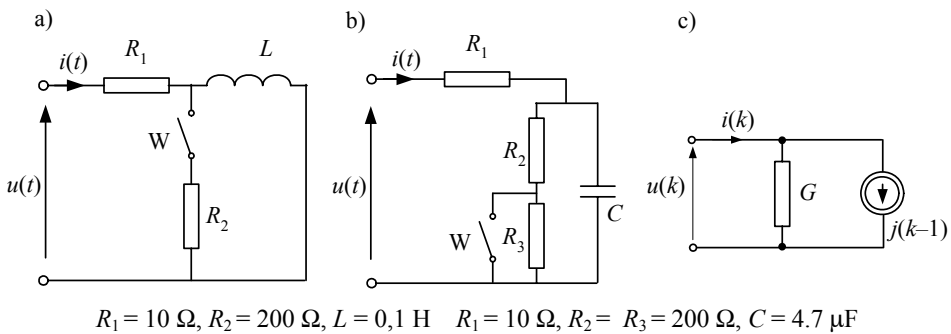 a)
i(t) R₁ L
W
u(t)
R₂
b)
R₁
i(t)
R₂
u(t)
C
W
R₃
c)
i(k)
u(k)
G
j(k–1)
R₁ = 10 Ω, R₂ = 200 Ω, L = 0,1 H R₁ = 10 Ω, R₂ = R₃ = 200 Ω, C = 4.7 μF